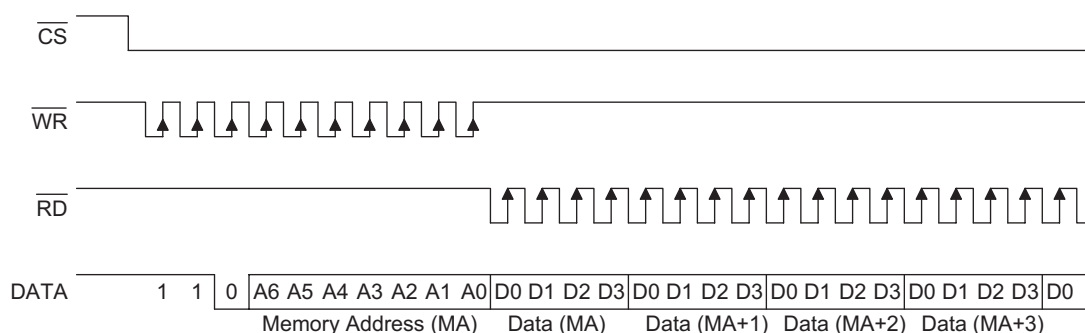 CS
WR
RD
DATA 1 1 0 A6 A5 A4 A3 A2 A1 A0 D0 D1 D2 D3 D0 D1 D2 D3 D0 D1 D2 D3 D0 D1 D2 D3 D0
Memory Address (MA) Data (MA) Data (MA+1) Data (MA+2) Data (MA+3)